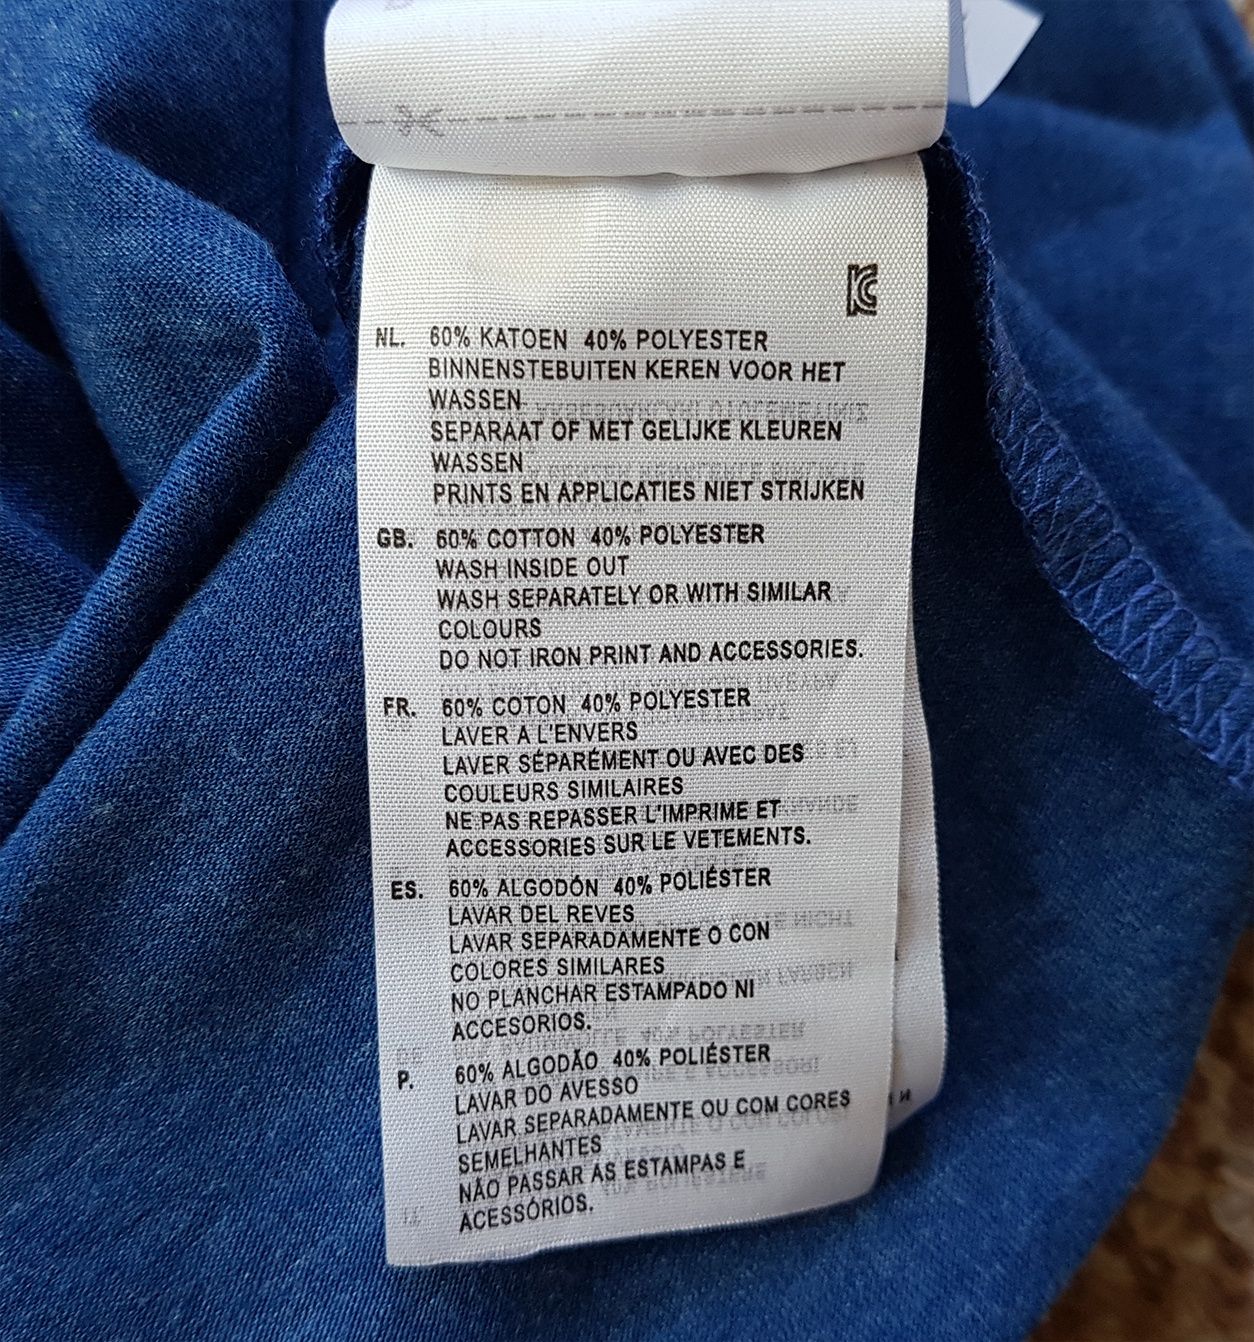 KC
NL. 60% KATOEN 40% POLYESTER
BINNENSTEBUITEN KEREN VOOR HET
WASSEN
SEPARAAT OF MET GELIJKE KLEUREN
WASSEN
PRINTS EN APPLICATIES NIET STRIJKEN
GB. 60% COTTON 40% POLYESTER
WASH INSIDE OUT
WASH SEPARATELY OR WITH SIMILAR
COLOURS
DO NOT IRON PRINT AND ACCESSORIES.
FR. 60% COTON 40% POLYESTER
LAVER A L'ENVERS
LAVER SÉPARÉMENT OU AVEC DES
COULEURS SIMILAIRES
NE PAS REPASSER L'IMPRIME ET
ACCESSORIES SUR LE VETEMENTS.
ES. 60% ALGODÓN 40% POLIÉSTER
LAVAR DEL REVES
LAVAR SEPARADAMENTE O CON
COLORES SIMILARES
NO PLANCHAR ESTAMPADO NI
ACCESORIOS.
P. 60% ALGODÃO 40% POLIÉSTER
LAVAR DO AVESSO
LAVAR SEPARADAMENTE OU COM CORES
SEMELHANTES
NÃO PASSAR AS ESTAMPAS E
ACESSÓRIOS.